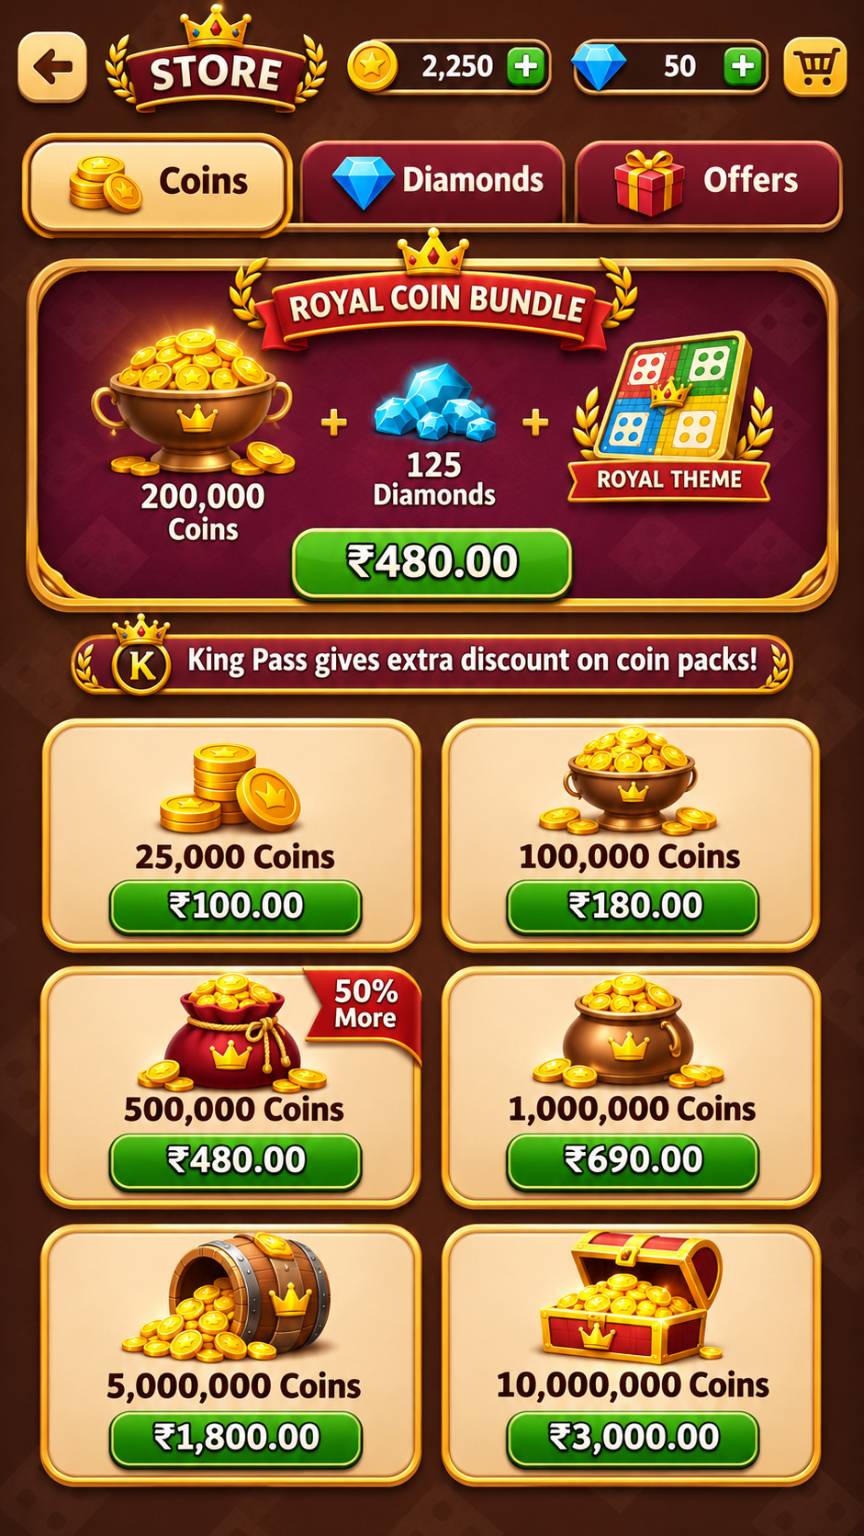 STORE
2,250
50
Coins
Diamonds
Offers
ROYAL COIN BUNDLE
200,000
Coins
+
125
Diamonds
+
ROYAL THEME
₹480.00
K
King Pass gives extra discount on coin packs!
25,000 Coins
₹100.00
100,000 Coins
₹180.00
50%
More
500,000 Coins
₹480.00
1,000,000 Coins
₹690.00
5,000,000 Coins
₹1,800.00
10,000,000 Coins
₹3,000.00